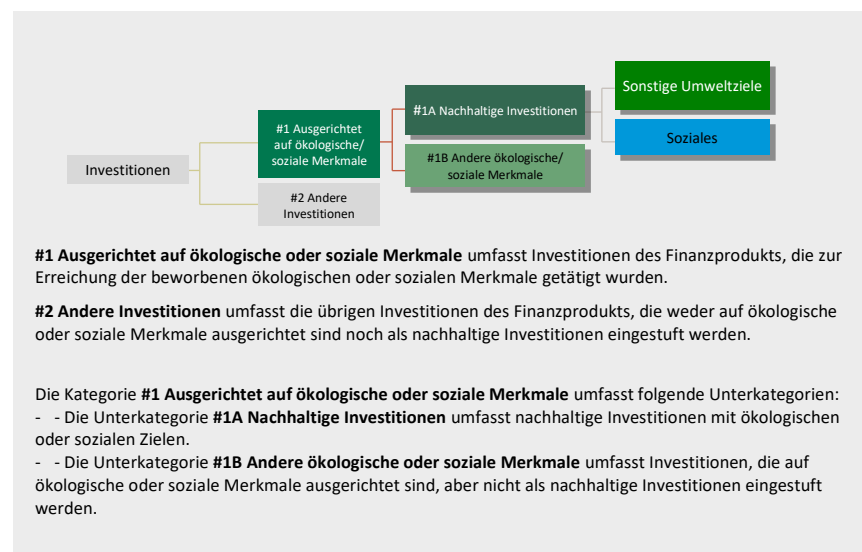 Sonstige Umweltziele
#1A Nachhaltige Investitionen
#1 Ausgerichtet
auf ökologische/
soziale Merkmale
Soziales
#1B Andere ökologische/
soziale Merkmale
Investitionen
#2 Andere
Investitionen
#1 Ausgerichtet auf ökologische oder soziale Merkmale umfasst Investitionen des Finanzprodukts, die zur
Erreichung der beworbenen ökologischen oder sozialen Merkmale getätigt wurden.
#2 Andere Investitionen umfasst die übrigen Investitionen des Finanzprodukts, die weder auf ökologische
oder soziale Merkmale ausgerichtet sind noch als nachhaltige Investitionen eingestuft werden.
Die Kategorie #1 Ausgerichtet auf ökologische oder soziale Merkmale umfasst folgende Unterkategorien:
- - Die Unterkategorie #1A Nachhaltige Investitionen umfasst nachhaltige Investitionen mit ökologischen
oder sozialen Zielen.
- - Die Unterkategorie #1B Andere ökologische oder soziale Merkmale umfasst Investitionen, die auf
ökologische oder soziale Merkmale ausgerichtet sind, aber nicht als nachhaltige Investitionen eingestuft
werden.